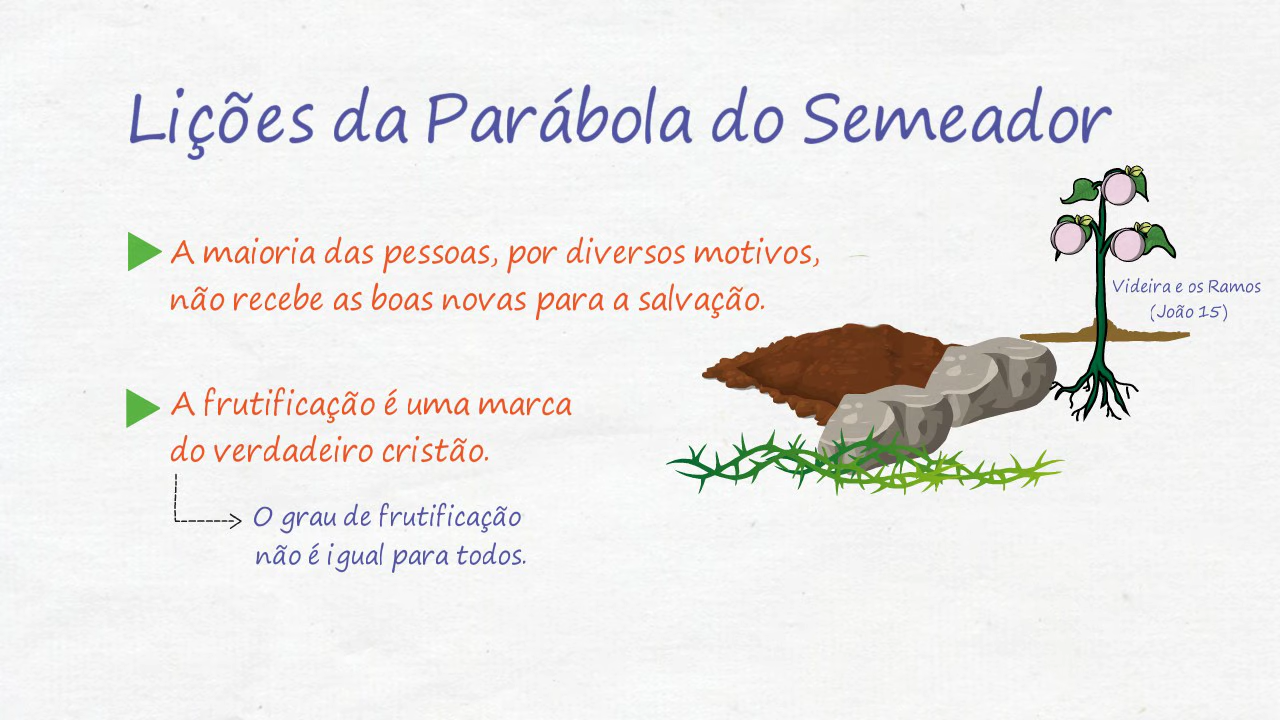 Lições da Parábola do Semeador
A maioria das pessoas, por diversos motivos,
não recebe as boas novas para a salvação.
A frutificação é uma marca
do verdadeiro cristão.
O grau de frutificação
não é igual para todos.
Videira e os Ramos
(João 15)